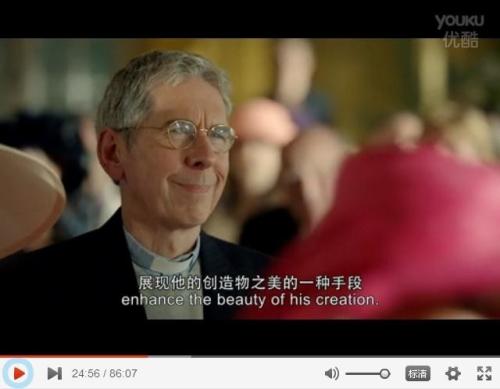 YOUKU
优酷
展现他的创造物之美的一种手段
enhance the beauty of his creation.
24:56 / 86:07
标清